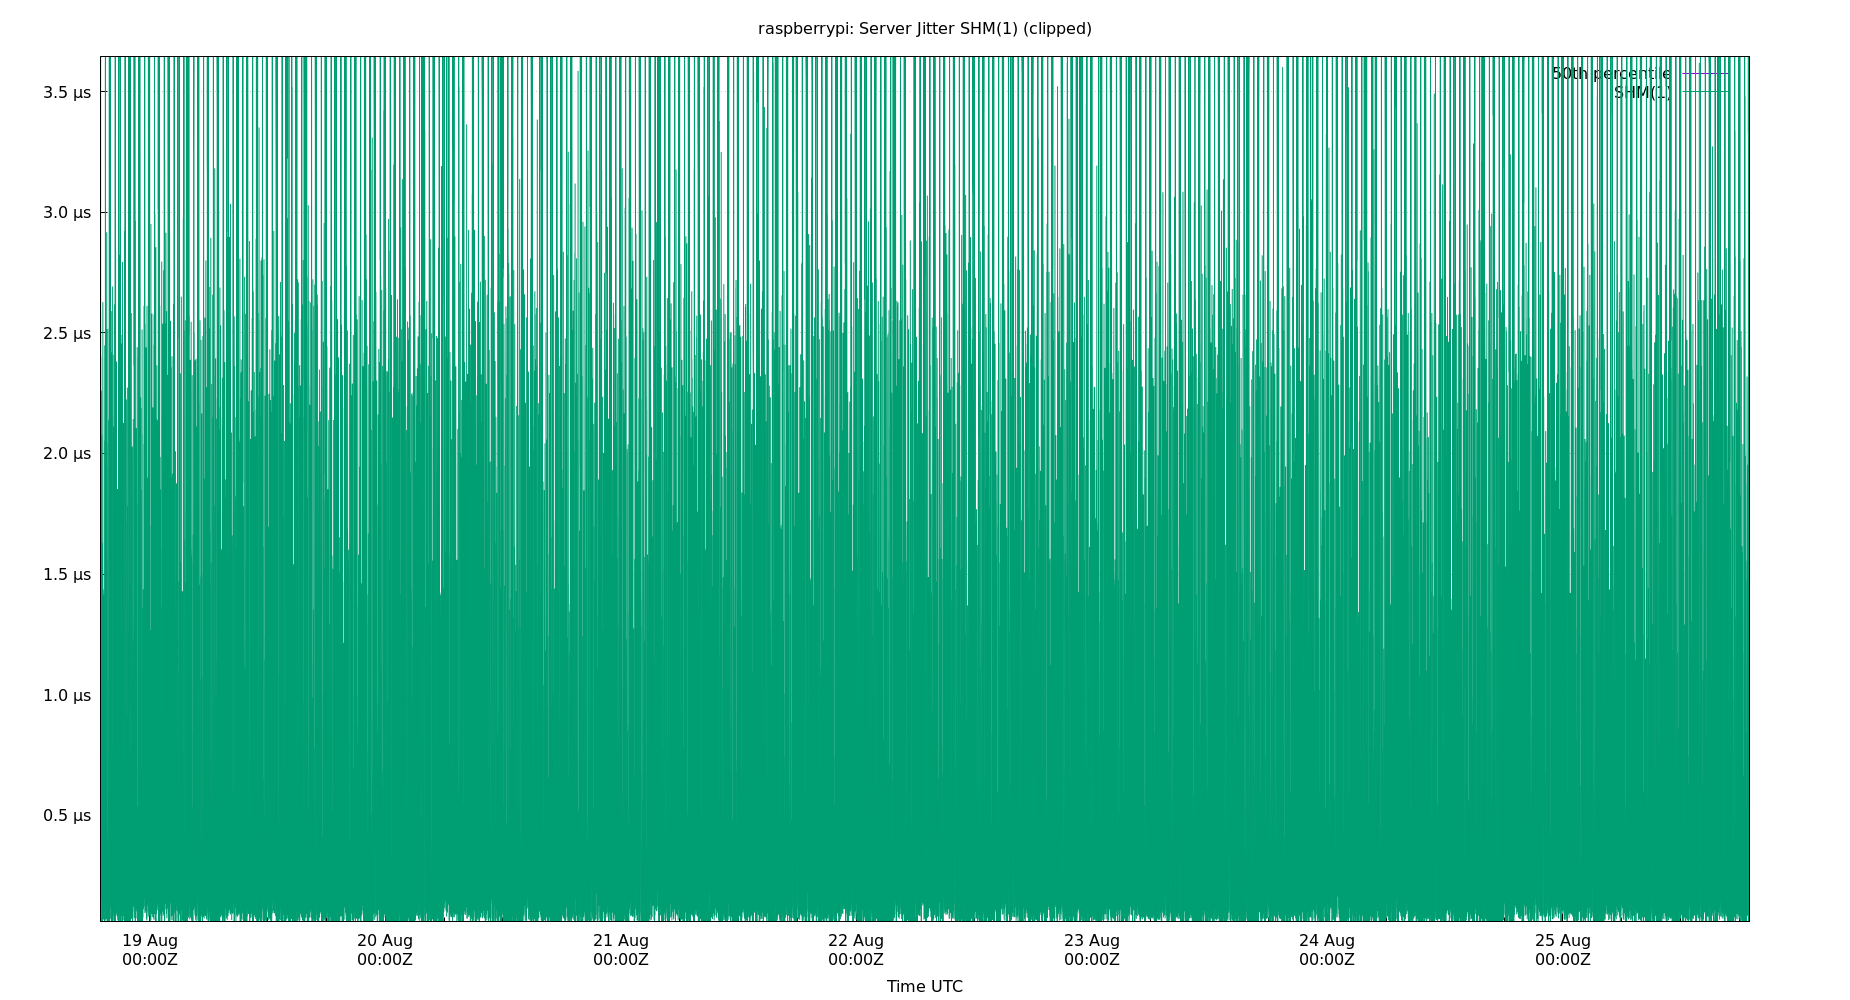 raspberrypi: Server Jitter SHM(1) (clipped)
50th percentile
SHM(1)
3.5 µs
3.0 µs
2.5 µs
2.0 µs
1.5 µs
1.0 µs
0.5 µs
19 Aug 20 Aug 21 Aug 22 Aug 23 Aug 24 Aug 25 Aug
00:00Z 00:00Z 00:00Z 00:00Z 00:00Z 00:00Z 00:00Z
Time UTC